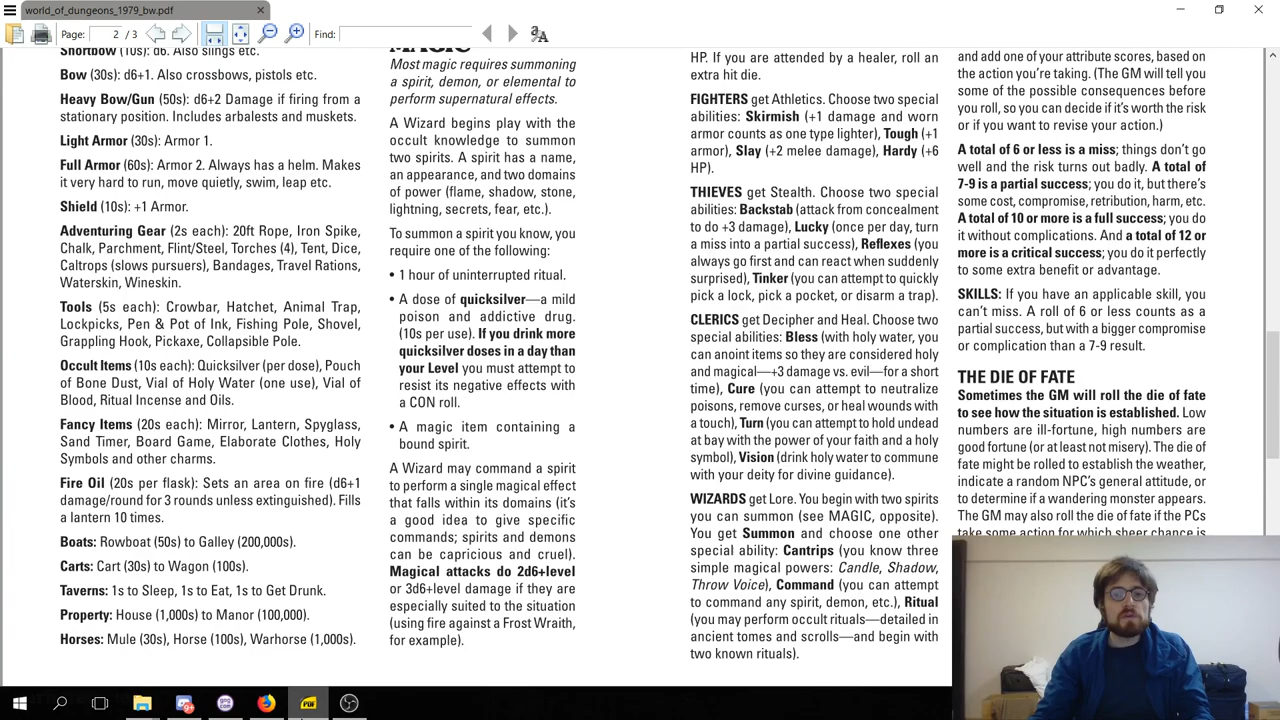 world_of_dungeons_1979_bw.pdf
Page:
2
/ 3
Find:
Shortbow (10s): d6. Also slings etc.
Bow (30s): d6+1. Also crossbows, pistols etc.
Heavy Bow/Gun (50s): d6+2 Damage if firing from a
stationary position. Includes arbalests and muskets.
Light Armor (30s): Armor 1.
Full Armor (60s): Armor 2. Always has a helm. Makes
it very hard to run, move quietly, swim, leap etc.
Shield (10s): +1 Armor.
Adventuring Gear (2s each): 20ft Rope, Iron Spike,
Chalk, Parchment, Flint/Steel, Torches (4), Tent, Dice,
Caltrops (slows pursuers), Bandages, Travel Rations,
Waterskin, Wineskin.
Tools (5s each): Crowbar, Hatchet, Animal Trap,
Lockpicks, Pen & Pot of Ink, Fishing Pole, Shovel,
Grappling Hook, Pickaxe, Collapsible Pole.
Occult Items (10s each): Quicksilver (per dose), Pouch
of Bone Dust, Vial of Holy Water (one use), Vial of
Blood, Ritual Incense and Oils.
Fancy Items (20s each): Mirror, Lantern, Spyglass,
Sand Timer, Board Game, Elaborate Clothes, Holy
Symbols and other charms.
Fire Oil (20s per flask): Sets an area on fire (d6+1
damage/round for 3 rounds unless extinguished). Fills
a lantern 10 times.
Boats: Rowboat (50s) to Galley (200,000s).
Carts: Cart (30s) to Wagon (100s).
Taverns: 1s to Sleep, 1s to Eat, 1s to Get Drunk.
Property: House (1,000s) to Manor (100,000).
Horses: Mule (30s), Horse (100s), Warhorse (1,000s).
MAGIC
Most magic requires summoning
a spirit, demon, or elemental to
perform supernatural effects.
A Wizard begins play with the
occult knowledge to summon
two spirits. A spirit has a name,
an appearance, and two domains
of power (flame, shadow, stone,
lightning, secrets, fear, etc.).
To summon a spirit you know, you
require one of the following:
• 1 hour of uninterrupted ritual.
• A dose of quicksilver—a mild
poison and addictive drug.
(10s per use). If you drink more
quicksilver doses in a day than
your Level you must attempt to
resist its negative effects with
a CON roll.
• A magic item containing a
bound spirit.
A Wizard may command a spirit
to perform a single magical effect
that falls within its domains (it's
a good idea to give specific
commands; spirits and demons
can be capricious and cruel).
Magical attacks do 2d6+level
or 3d6+level damage if they are
especially suited to the situation
(using fire against a Frost Wraith,
for example).
HP. If you are attended by a healer, roll an
extra hit die.
FIGHTERS get Athletics. Choose two special
abilities: Skirmish (+1 damage and worn
armor counts as one type lighter), Tough (+1
armor), Slay (+2 melee damage), Hardy (+6
HP).
THIEVES get Stealth. Choose two special
abilities: Backstab (attack from concealment
to do +3 damage), Lucky (once per day, turn
a miss into a partial success), Reflexes (you
always go first and can react when suddenly
surprised), Tinker (you can attempt to quickly
pick a lock, pick a pocket, or disarm a trap).
CLERICS get Decipher and Heal. Choose two
special abilities: Bless (with holy water, you
can anoint items so they are considered holy
and magical—+3 damage vs. evil—for a short
time), Cure (you can attempt to neutralize
poisons, remove curses, or heal wounds with
a touch), Turn (you can attempt to hold undead
at bay with the power of your faith and a holy
symbol), Vision (drink holy water to commune
with your deity for divine guidance).
WIZARDS get Lore. You begin with two spirits
you can summon (see MAGIC, opposite).
You get Summon and choose one other
special ability: Cantrips (you know three
simple magical powers: Candle, Shadow,
Throw Voice), Command (you can attempt
to command any spirit, demon, etc.), Ritual
(you may perform occult rituals—detailed in
ancient tomes and scrolls—and begin with
two known rituals).
and add one of your attribute scores, based on
the action you're taking. (The GM will tell you
some of the possible consequences before
you roll, so you can decide if it's worth the risk
or if you want to revise your action.)
A total of 6 or less is a miss; things don't go
well and the risk turns out badly. A total of
7-9 is a partial success; you do it, but there's
some cost, compromise, retribution, harm, etc.
A total of 10 or more is a full success; you do
it without complications. And a total of 12 or
more is a critical success; you do it perfectly
to some extra benefit or advantage.
SKILLS: If you have an applicable skill, you
can't miss. A roll of 6 or less counts as a
partial success, but with a bigger compromise
or complication than a 7-9 result.
THE DIE OF FATE
Sometimes the GM will roll the die of fate
to see how the situation is established. Low
numbers are ill-fortune, high numbers are
good fortune (or at least not misery). The die of
fate might be rolled to establish the weather,
indicate a random NPC's general attitude, or
to determine if a wandering monster appears.
The GM may also roll the die of fate if the PCs
take some action for which sheer chance is